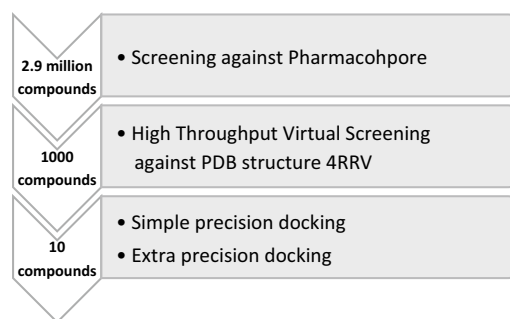 2.9 million
compounds
• Screening against Pharmacohpore
1000
compounds
• High Throughput Virtual Screening
against PDB structure 4RRV
10
compounds
• Simple precision docking
• Extra precision docking